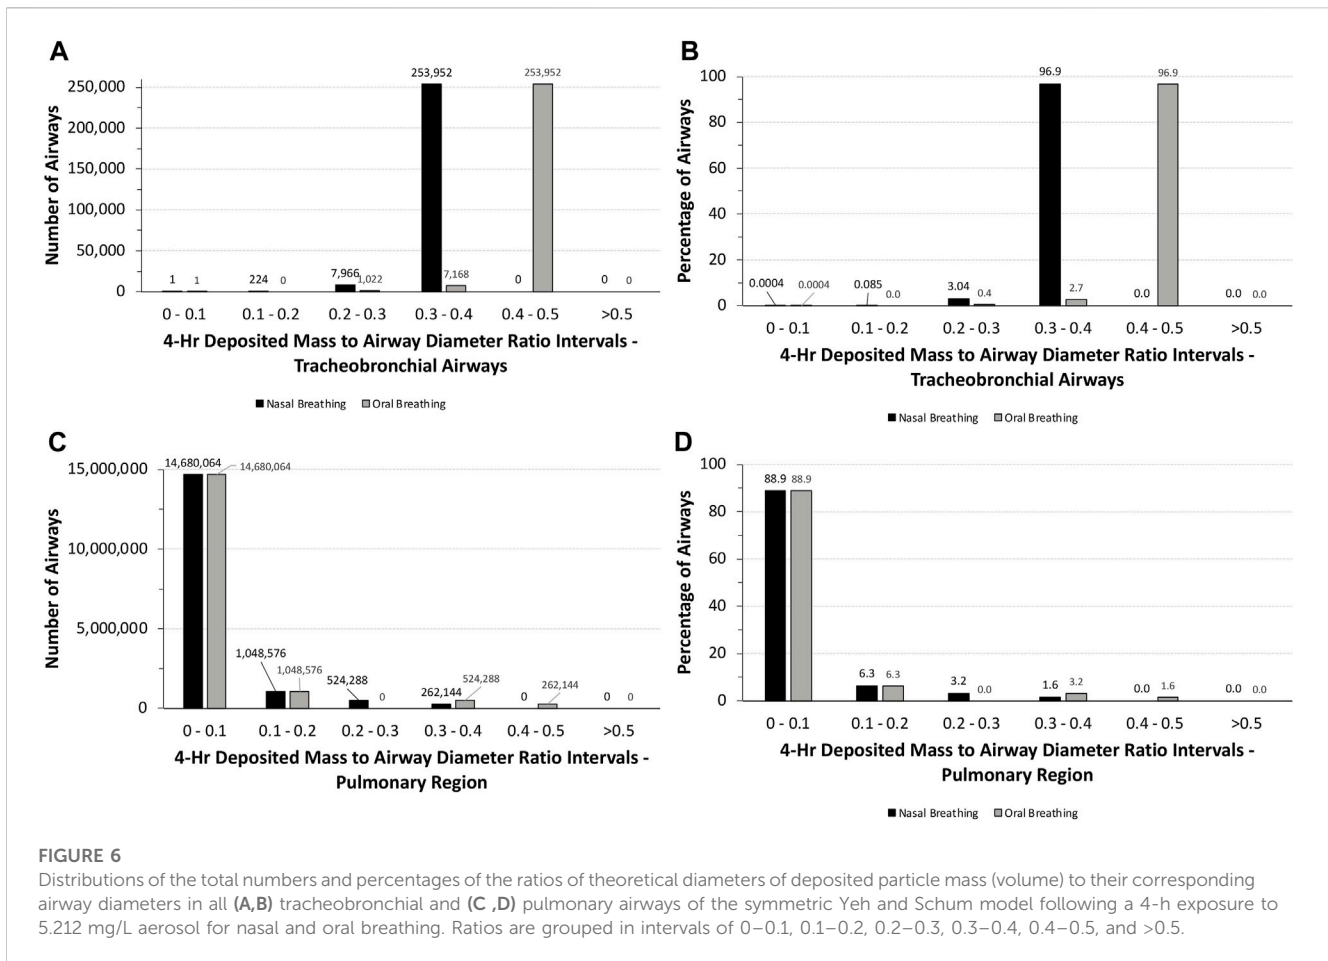 A
Number of Airways
250,000
200,000
150,000
100,000
50,000
0
1 1 224 0 7,966 1,022 253,952 7,168 0 253,952 0 0
0 - 0.1 0.1 - 0.2 0.2 - 0.3 0.3 - 0.4 0.4 - 0.5 >0.5
4-Hr Deposited Mass to Airway Diameter Ratio Intervals -
Tracheobronchial Airways
Nasal Breathing Oral Breathing
B
Percentage of Airways
100
80
60
40
20
0
0.0004 0.0004 0.085 0.0 3.04 0.4 96.9 2.7 0.0 96.9 0.0 0.0
0 - 0.1 0.1 - 0.2 0.2 - 0.3 0.3 - 0.4 0.4 - 0.5 >0.5
4-Hr Deposited Mass to Airway Diameter Ratio Intervals -
Tracheobronchial Airways
Nasal Breathing Oral Breathing
C
Number of Airways
15,000,000
10,000,000
5,000,000
0
14,680,064 14,680,064 1,048,576 1,048,576 524,288 0 262,144 524,288 0 262,144 0 0
0 - 0.1 0.1 - 0.2 0.2 - 0.3 0.3 - 0.4 0.4 - 0.5 >0.5
4-Hr Deposited Mass to Airway Diameter Ratio Intervals -
Pulmonary Region
D
Percentage of Airways
100
80
60
40
20
0
88.9 88.9 6.3 6.3 3.2 0.0 1.6 3.2 0.0 1.6 0.0 0.0
0 - 0.1 0.1 - 0.2 0.2 - 0.3 0.3 - 0.4 0.4 - 0.5 >0.5
4-Hr Deposited Mass to Airway Diameter Ratio Intervals -
Pulmonary Region
Nasal Breathing Oral Breathing
FIGURE 6
Distributions of the total numbers and percentages of the ratios of theoretical diameters of deposited particle mass (volume) to their corresponding
airway diameters in all (A,B) tracheobronchial and (C ,D) pulmonary airways of the symmetric Yeh and Schum model following a 4-h exposure to
5.212 mg/L aerosol for nasal and oral breathing. Ratios are grouped in intervals of 0–0.1, 0.1–0.2, 0.2–0.3, 0.3–0.4, 0.4–0.5, and >0.5.